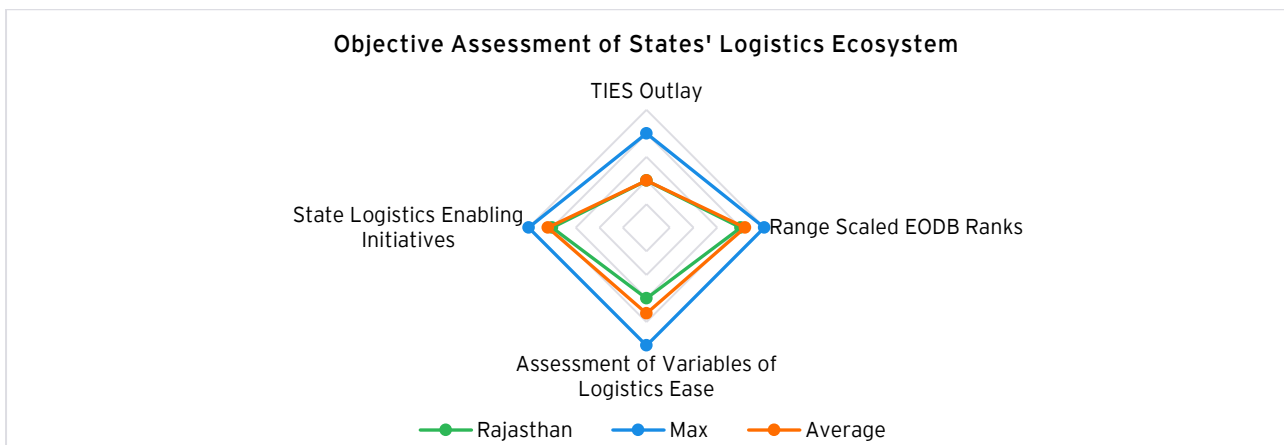 Objective Assessment of States' Logistics Ecosystem
TIES Outlay
State Logistics Enabling
Initiatives
Range Scaled EODB Ranks
Assessment of Variables of
Logistics Ease
Rajasthan
Max
Average